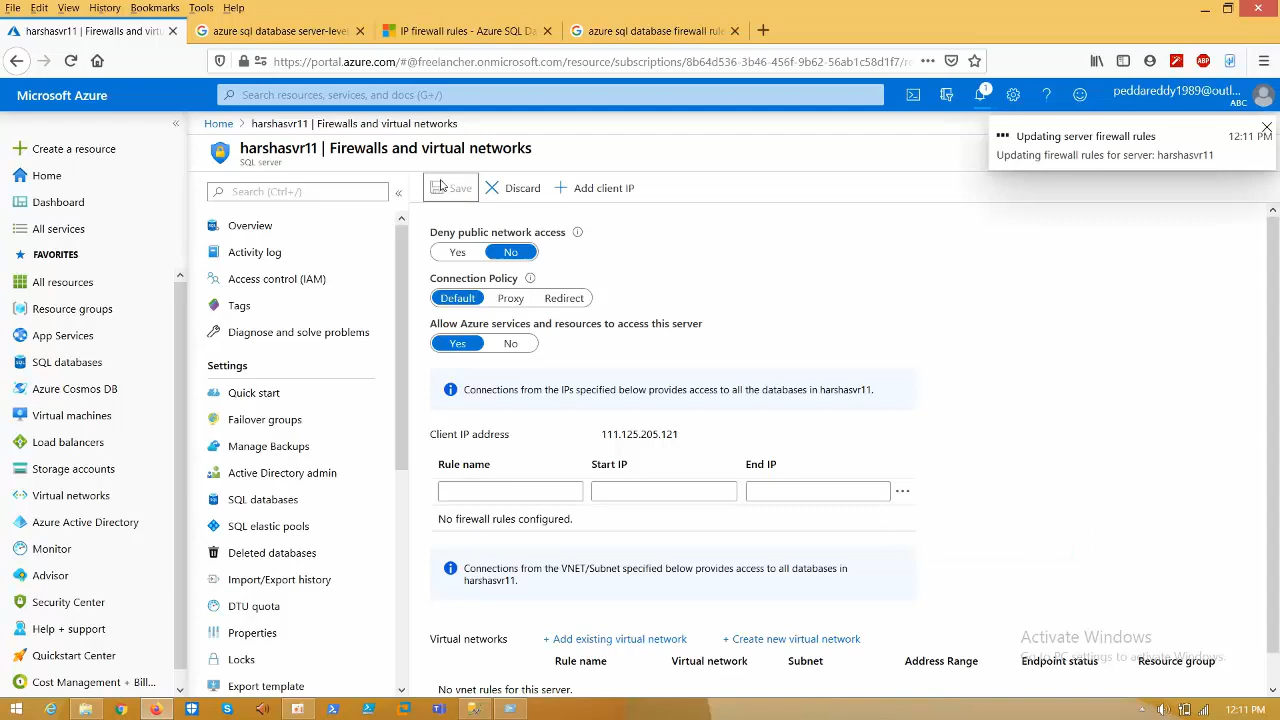 File Edit View History Bookmarks Tools Help
harshasvr11 | Firewalls and virtu
azure sql database server-leve
IP firewall rules - Azure SQL Da
azure sql database firewall rul
https://portal.azure.com/#@freelancher.onmicrosoft.com/resource/subscriptions/8b64d536-3b46-456f-9b62-56ab1c58d1f7/r
ABP
Microsoft Azure
Search resources, services, and docs (G+/)
1
peddareddy1989@outl...
ABC
Home > harshasvr11 | Firewalls and virtual networks
harshasvr11 | Firewalls and virtual networks
SQL server
Updating server firewall rules 12:11 PM
Updating firewall rules for server: harshasvr11
Create a resource
Home
Dashboard
All services
FAVORITES
All resources
Resource groups
App Services
SQL databases
Azure Cosmos DB
Virtual machines
Load balancers
Storage accounts
Virtual networks
Azure Active Directory
Monitor
Advisor
Security Center
Help + support
Quickstart Center
Cost Management + Bill...
Search (Ctrl+/)
Overview
Activity log
Access control (IAM)
Tags
Diagnose and solve problems
Settings
Quick start
Failover groups
Manage Backups
Active Directory admin
SQL databases
SQL elastic pools
Deleted databases
Import/Export history
DTU quota
Properties
Locks
Export template
Save Discard Add client IP
Deny public network access
Yes No
Connection Policy
Default Proxy Redirect
Allow Azure services and resources to access this server
Yes No
Connections from the IPs specified below provides access to all the databases in harshasvr11.
Client IP address 111.125.205.121
Rule name Start IP End IP
No firewall rules configured.
Connections from the VNET/Subnet specified below provides access to all databases in
harshasvr11.
Virtual networks + Add existing virtual network + Create new virtual network
Rule name Virtual network Subnet Address Range Endpoint status Resource group
No vnet rules for this server.
Activate Windows
Go to PC settings to activate Windows.
12:11 PM